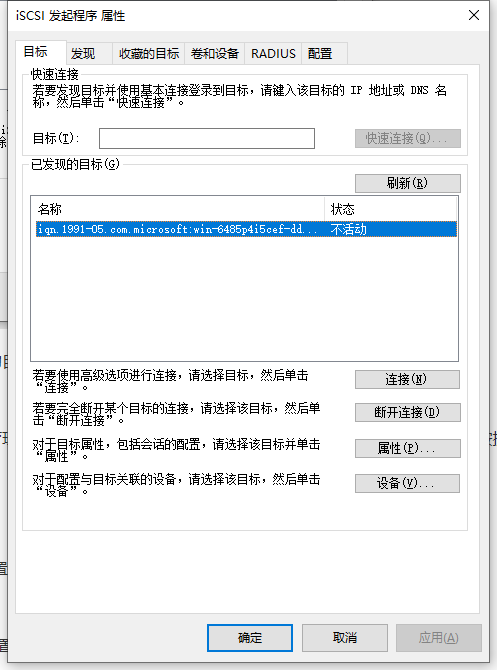 iSCSI 发起程序 属性
目标 发现 收藏的目标 卷和设备 RADIUS 配置
快速连接
若要发现目标并使用基本连接登录到目标，请键入该目标的 IP 地址或 DNS 名
称，然后单击“快速连接”。
目标(T): 快速连接(Q)...
已发现的目标(G)
刷新(R)
名称 状态
iqn.1991-05.com.microsoft:win-6485p4i5cef-dd... 不活动
若要使用高级选项进行连接，请选择目标，然后单击
“连接”。
连接(N)
若要完全断开某个目标的连接，请选择该目标，然后单
击“断开连接”。
断开连接(D)
对于目标属性，包括会话的配置，请选择该目标并单击
“属性”。
属性(P)...
对于配置与目标关联的设备，请选择该目标，然后单击
“设备”。
设备(V)...
确定 取消 应用(A)